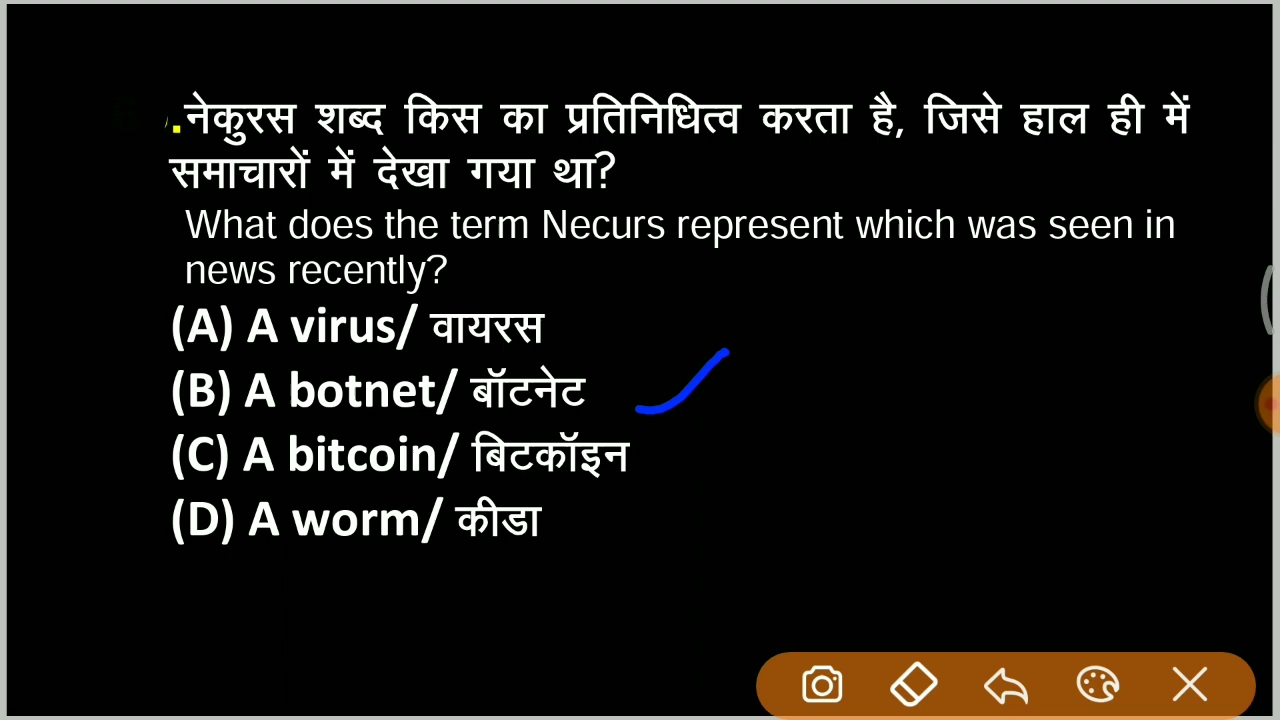 .नेकुरस शब्द किस का प्रतिनिधित्व करता है, जिसे हाल ही में
समाचारों में देखा गया था?
What does the term Necurs represent which was seen in
news recently?
(A) A virus/ वायरस
(B) A botnet/ बॉटनेट
(C) A bitcoin/ बिटकॉइन
(D) A worm/ कीडा